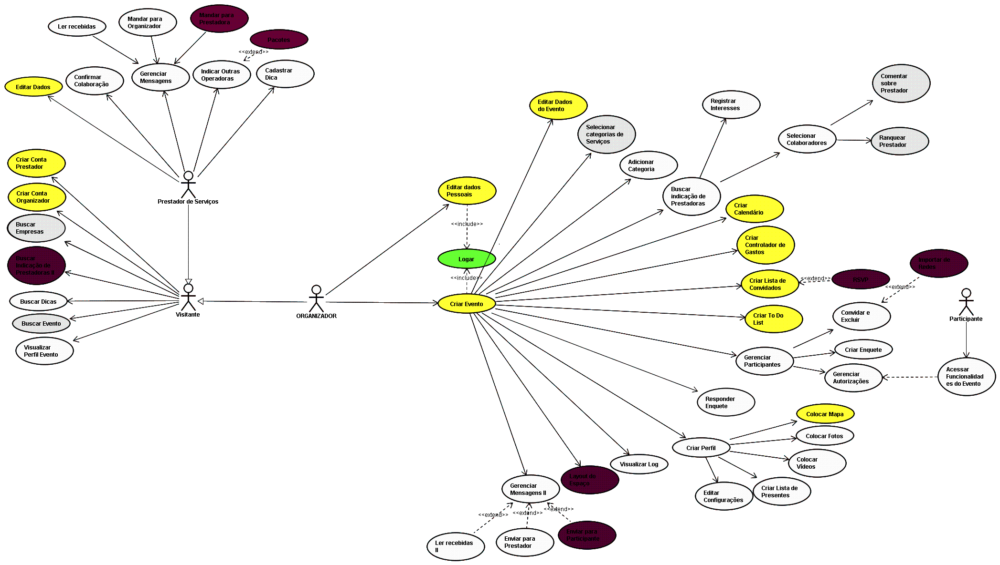 Ler recebidas
Mandar para
Organizador
Mandar para
Prestadora
Pacotes
<<extend>>
Editar Dados
Confirmar
Colaboração
Gerenciar
Mensagens
Indicar Outras
Operadoras
Cadastrar
Dica
Criar Conta
Prestador
Criar Conta
Organizador
Buscar
Empresas
Buscar
Indicação de
Prestadoras II
Buscar Dicas
Buscar Evento
Visualizar
Perfil Evento
Prestador de Serviços
Visitante
ORGANIZADOR
Editar dados
Pessoais
<<include>>
Logar
<<include>>
Criar Evento
Editar Dados
do Evento
Selecionar
categorias de
Serviços
Adicionar
Categoria
Registrar
Interesses
Buscar
indicação de
Prestadoras
Selecionar
Colaboradores
Comentar
sobre
Prestador
Ranquear
Prestador
Criar
Calendário
Criar
Controlador de
Gastos
Criar Lista de
Convidados
<<extend>>
RSVP
Importar de
Redes
<<extend>>
Criar To Do
List
Convidar e
Excluir
Participante
Gerenciar
Participantes
Criar Enquete
Gerenciar
Autorizações
Acessar
Funcionalidad
es do Evento
Responder
Enquete
Colocar Mapa
Colocar Fotos
Criar Perfil
Colocar
Vídeos
Criar Lista de
Presentes
Editar
Configurações
Visualizar Log
Layout do
Espaço
Gerenciar
Mensagens II
<<extend>>
<<extend>>
<<extend>>
Ler recebidas
II
Enviar para
Prestador
Enviar para
Participante